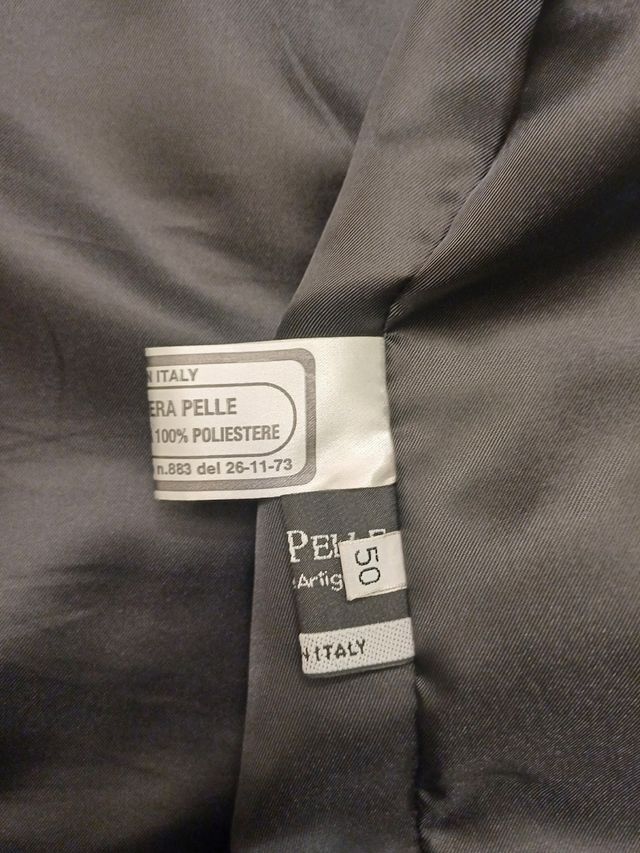 N ITALY
ERA PELLE
100% POLIESTERE
n.883 del 26-11-73
PELLE
Artig
50
N ITALY